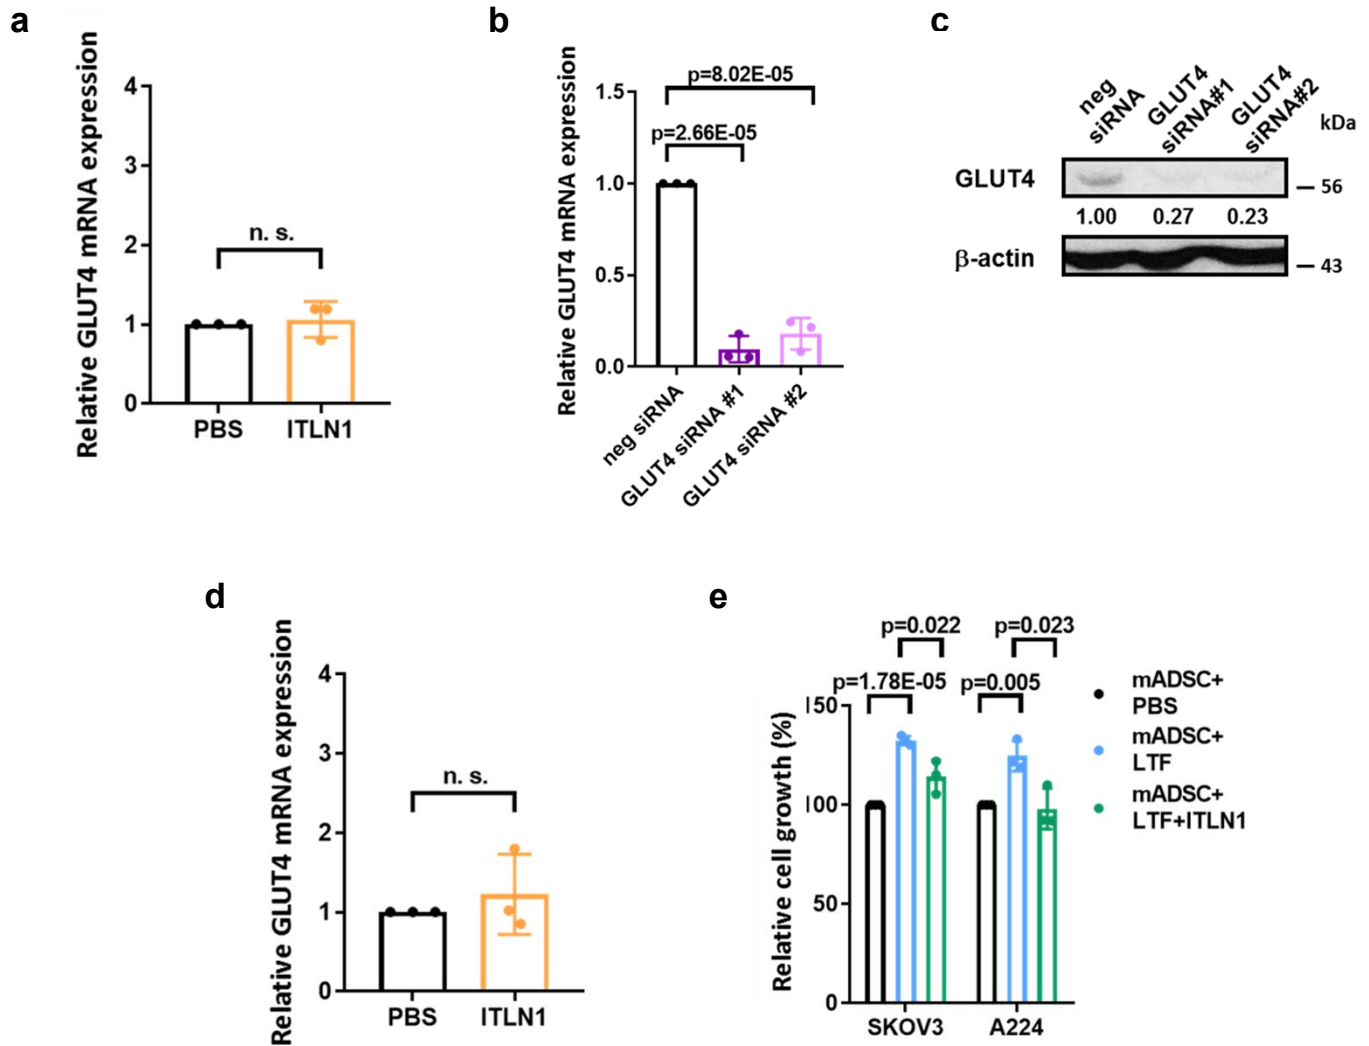 a
Relative GLUT4 mRNA expression
4
3
2
1
0
n. s.
PBS
ITLN1
b
Relative GLUT4 mRNA expression
1.5
1.0
0.5
0.0
p=8.02E-05
p=2.66E-05
neg siRNA
GLUT4 siRNA #1
GLUT4 siRNA #2
c
neg
siRNA
GLUT4
siRNA#1
GLUT4
siRNA#2
kDa
GLUT4
56
1.00 0.27 0.23
β-actin
43
d
Relative GLUT4 mRNA expression
4
3
2
1
0
n. s.
PBS
ITLN1
e
Relative cell growth (%)
150
100
50
0
p=0.022
p=0.023
p=1.78E-05
p=0.005
SKOV3
A224
mADSC+
PBS
mADSC+
LTF
mADSC+
LTF+ITLN1